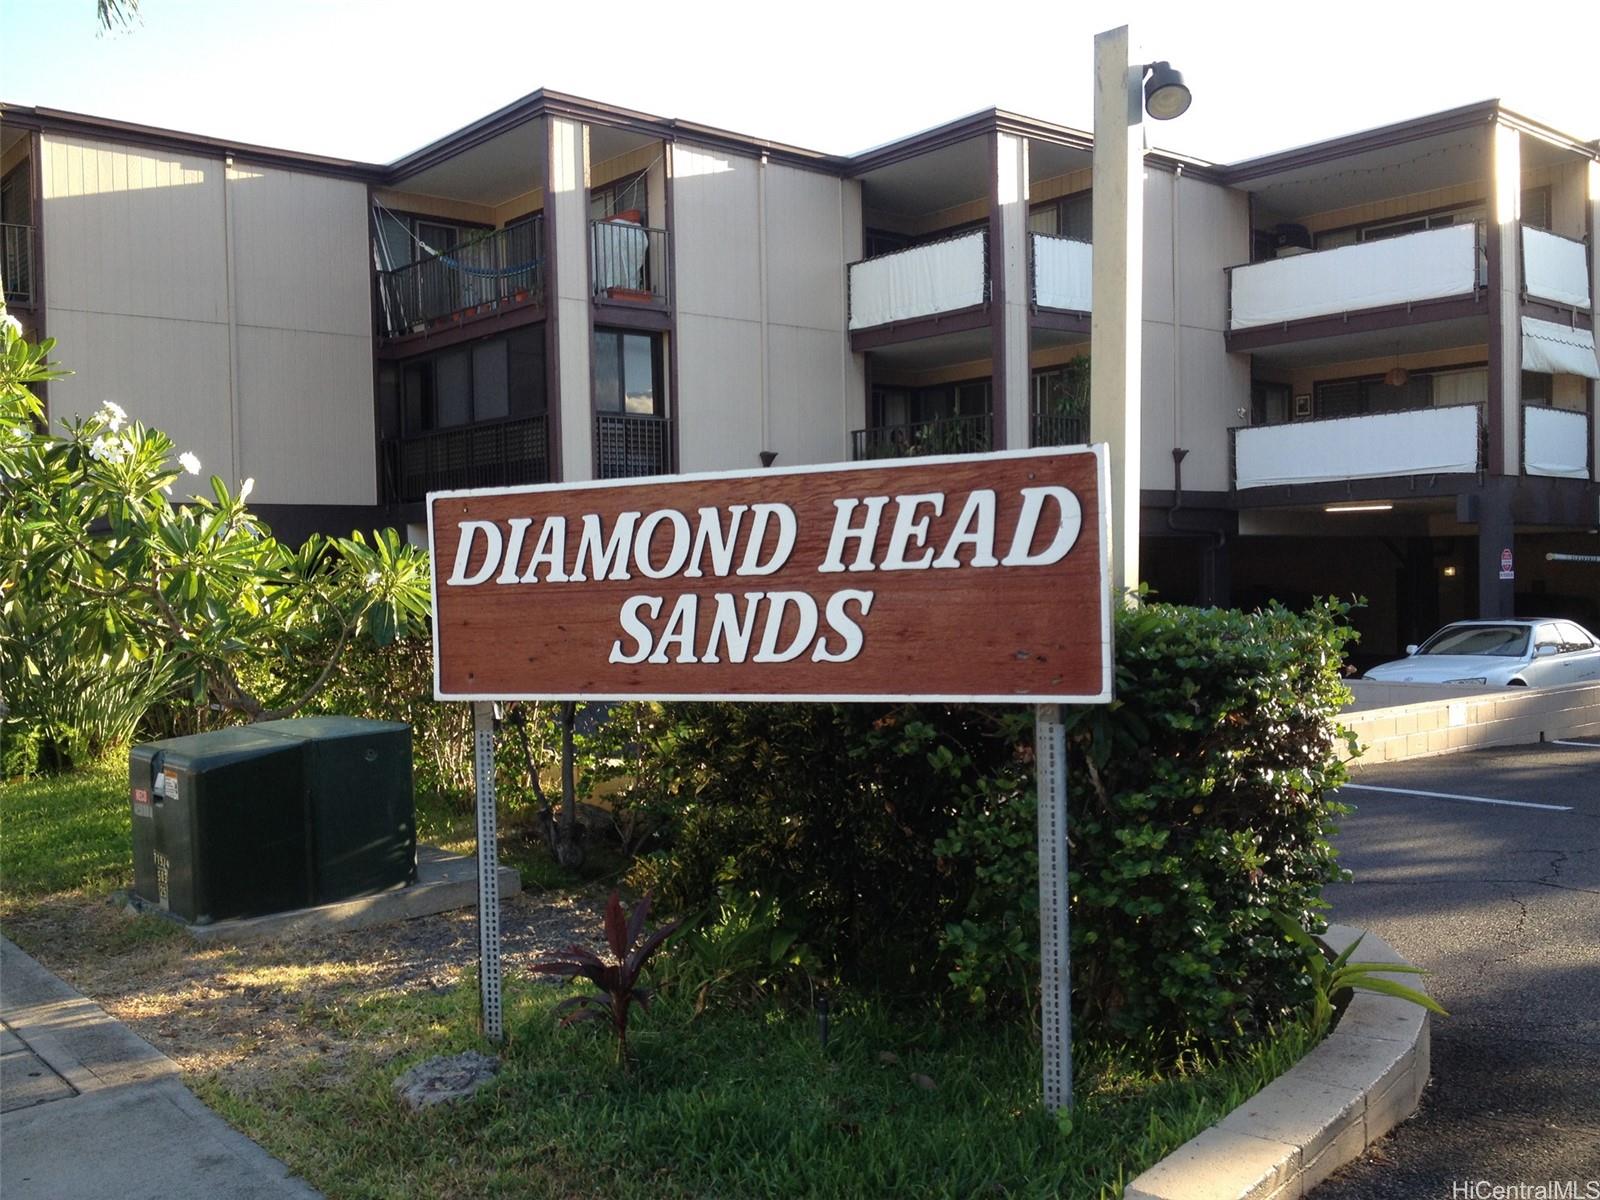 DIAMOND HEAD
SANDS
HiCentralMLS